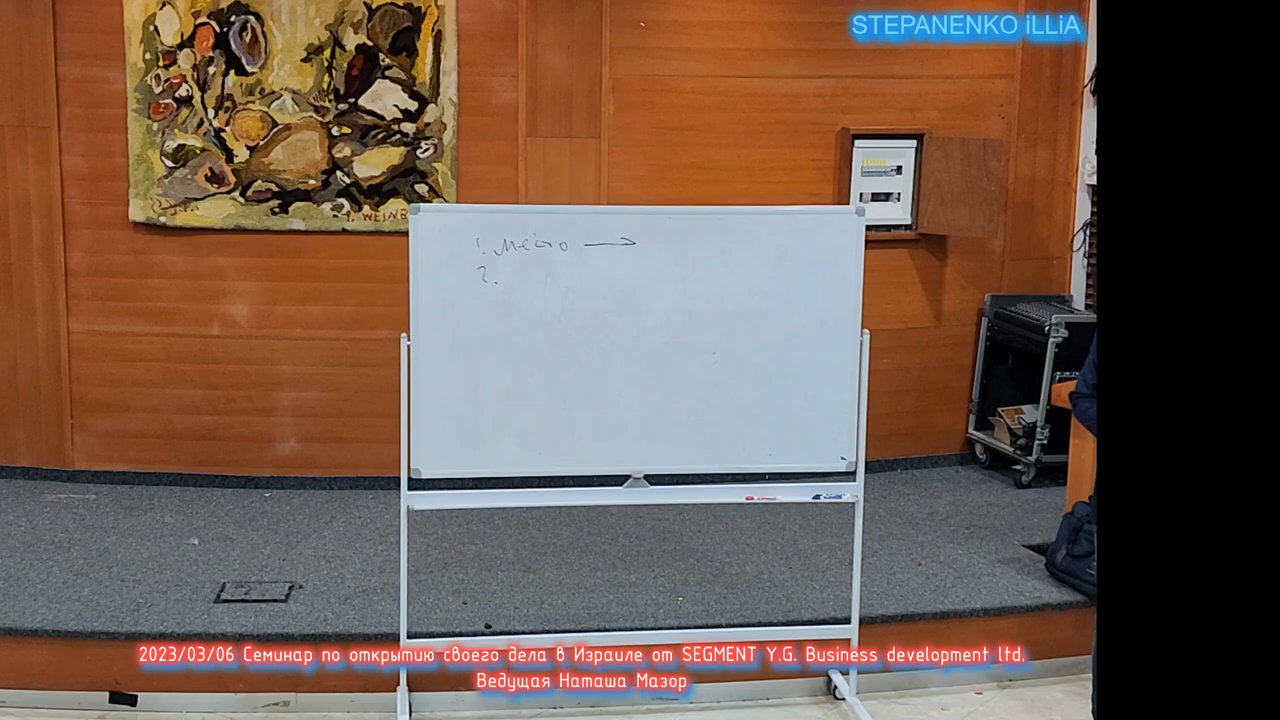 STEPANENKO iLLiA
P. WEINB
1. Место →
2.
2023/03/06 Семинар по открытию своего дела в Израиле от SEGMENT Y.G. Business development ltd.
Ведущая Наташа Мазор